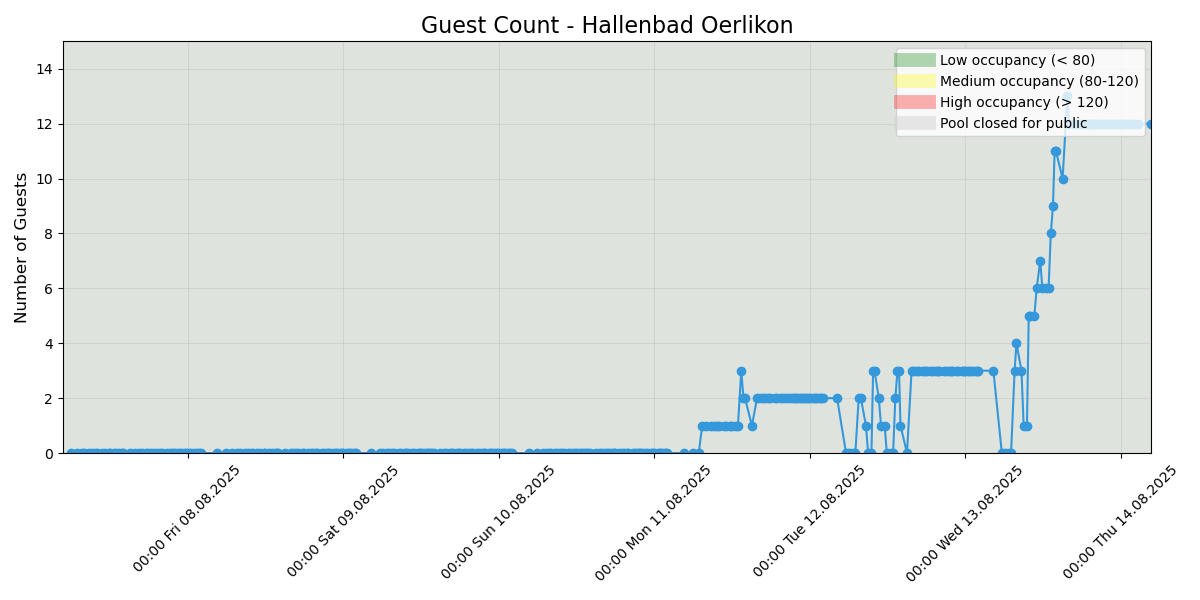 Guest Count - Hallenbad Oerlikon
Number of Guests
14
12
10
8
6
4
2
0
Low occupancy (< 80)
Medium occupancy (80-120)
High occupancy (> 120)
Pool closed for public
00:00 Fri 08.08.2025
00:00 Sat 09.08.2025
00:00 Sun 10.08.2025
00:00 Mon 11.08.2025
00:00 Tue 12.08.2025
00:00 Wed 13.08.2025
00:00 Thu 14.08.2025